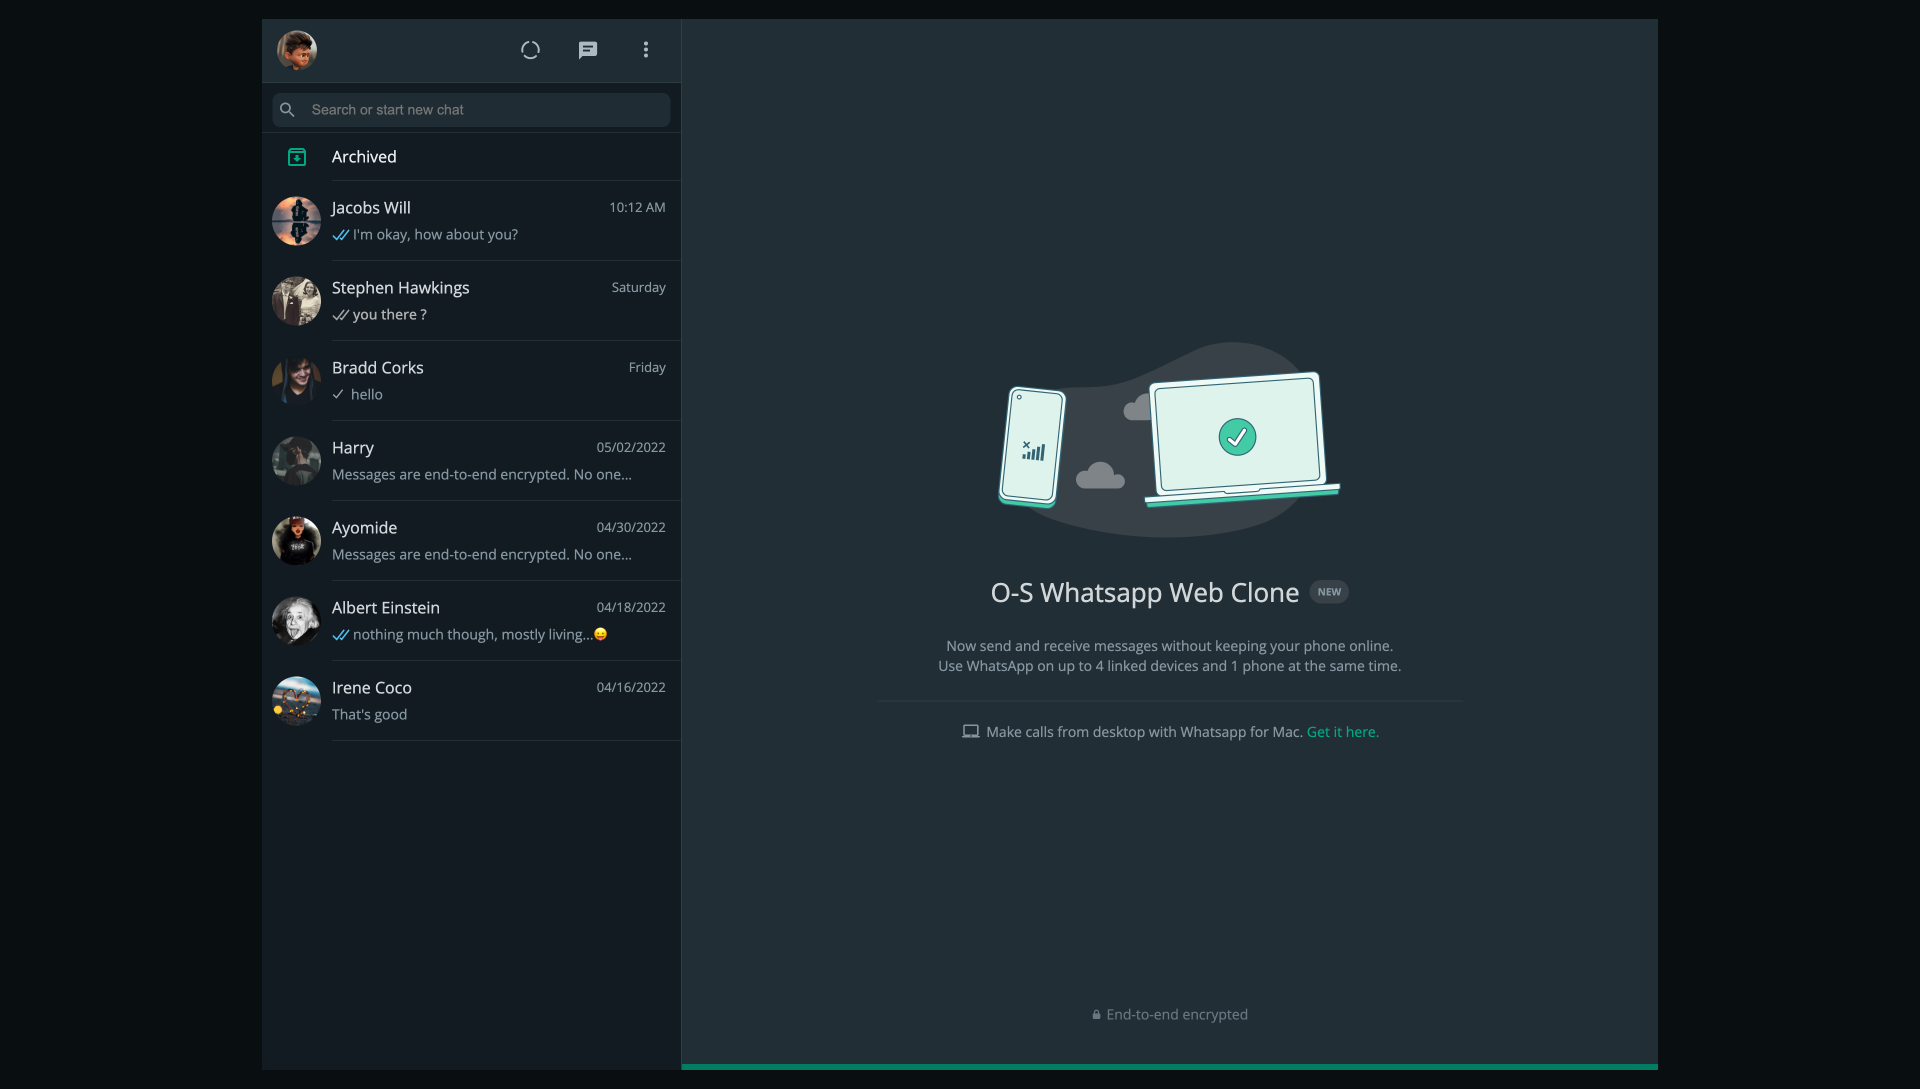 Search or start new chat
Archived
Jacobs Will 10:12 AM
I'm okay, how about you?
Stephen Hawkings Saturday
you there ?
Bradd Corks Friday
hello
Harry 05/02/2022
Messages are end-to-end encrypted. No one...
Ayomide 04/30/2022
Messages are end-to-end encrypted. No one...
Albert Einstein 04/18/2022
nothing much though, mostly living...😛
Irene Coco 04/16/2022
That's good
O-S Whatsapp Web Clone NEW
Now send and receive messages without keeping your phone online.
Use WhatsApp on up to 4 linked devices and 1 phone at the same time.
Make calls from desktop with Whatsapp for Mac. Get it here.
End-to-end encrypted